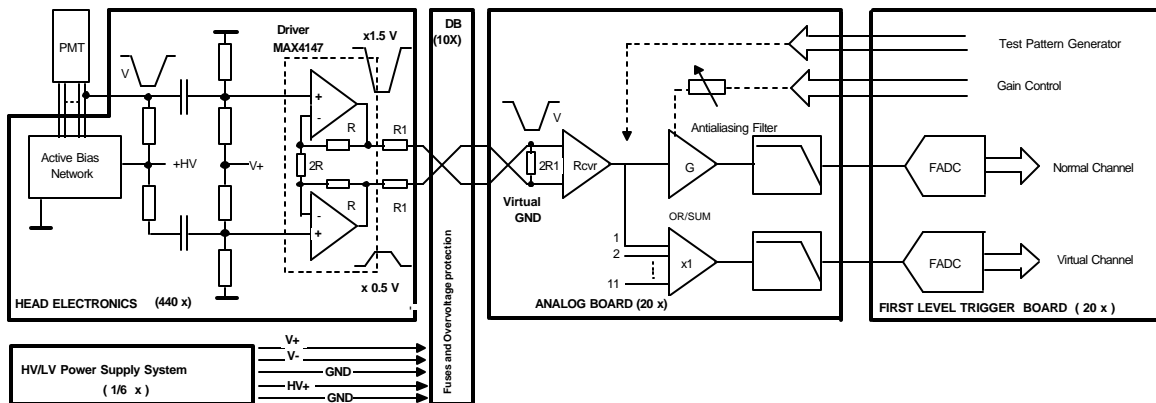 PMT
V
Driver
MAX4147
x1.5 V
DB
(10X)
Test Pattern Generator
Gain Control
+
-
R
R1
Active Bias
Network
+HV
V+
2R
V
2R1
Rcvr
Antialiasing Filter
G
FADC
Normal Channel
R
R1
-
+
Virtual
GND
OR/SUM
1
2
11
x1
FADC
Virtual Channel
x 0.5 V
HEAD ELECTRONICS (440 x)
ANALOG BOARD (20 x)
FIRST LEVEL TRIGGER BOARD ( 20 x )
Fuses and Overvoltage protection
HV/LV Power Supply System
( 1/6 x )
V+
V-
GND
HV+
GND